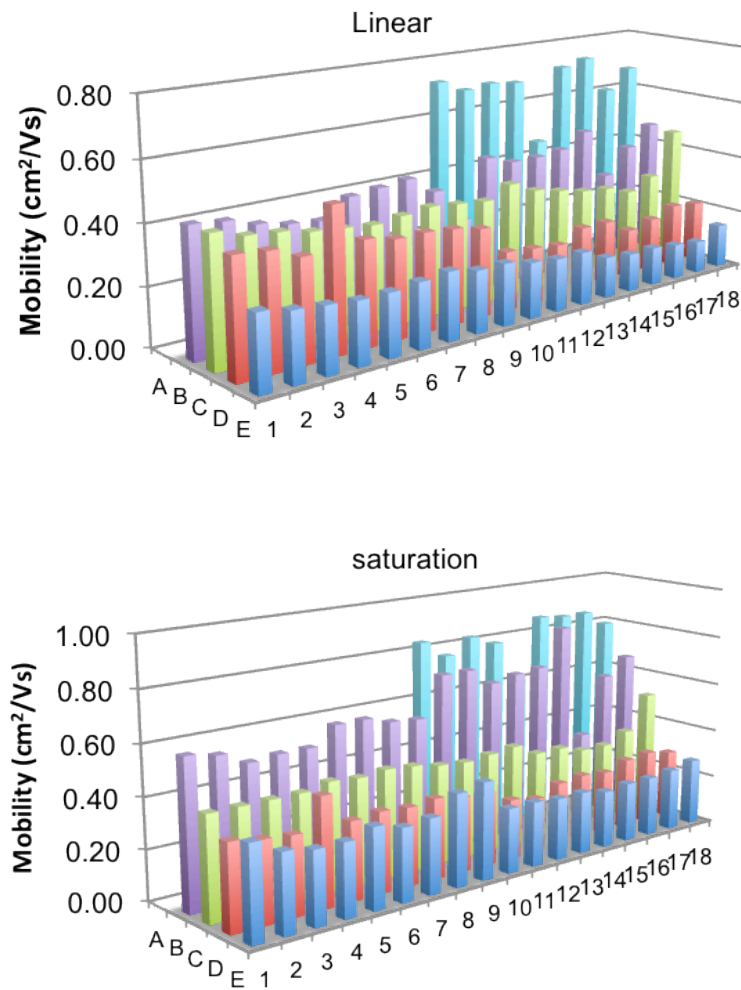 Linear
Mobility (cm²/Vs)
0.80
0.60
0.40
0.20
0.00
A
B
C
D
E
1 2 3 4 5 6 7 8 9 10 11 12 13 14 15 16 17 18
saturation
Mobility (cm²/Vs)
1.00
0.80
0.60
0.40
0.20
0.00
A
B
C
D
E
1 2 3 4 5 6 7 8 9 10 11 12 13 14 15 16 17 18